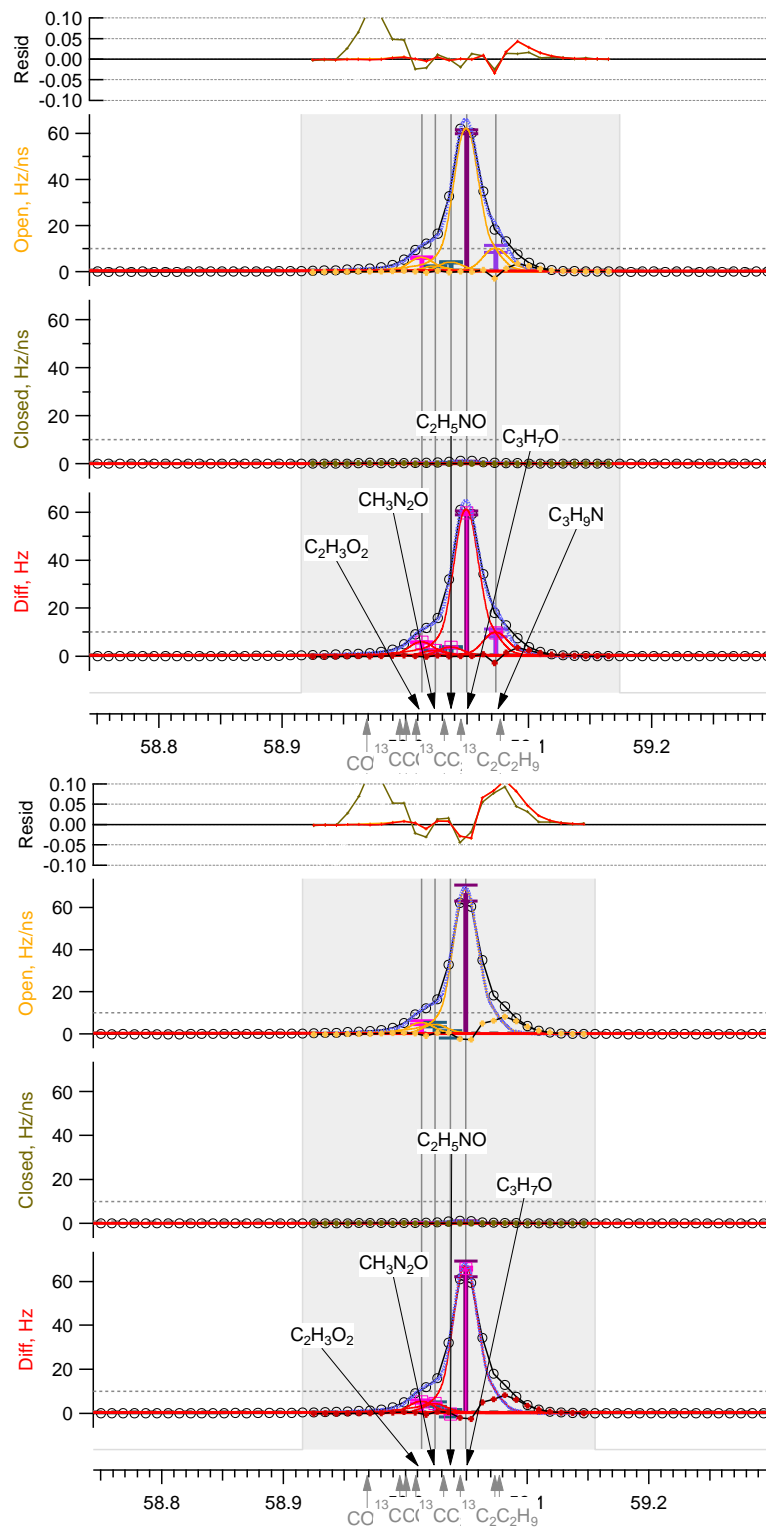 Resid
0.10
0.05
0.00
-0.05
-0.10
Open, Hz/ns
60
40
20
0
Closed, Hz/ns
60
40
20
0
C₂H₅NO
C₃H₇O
Diff, Hz
60
40
20
0
CH₃N₂O
C₂H₃O₂
C₃H₉N
58.8
58.9
59.2
Resid
0.10
0.05
0.00
-0.05
-0.10
Open, Hz/ns
60
40
20
0
Closed, Hz/ns
60
40
20
0
C₂H₅NO
C₃H₇O
Diff, Hz
60
40
20
0
CH₃N₂O
C₂H₃O₂
58.8
58.9
59.2